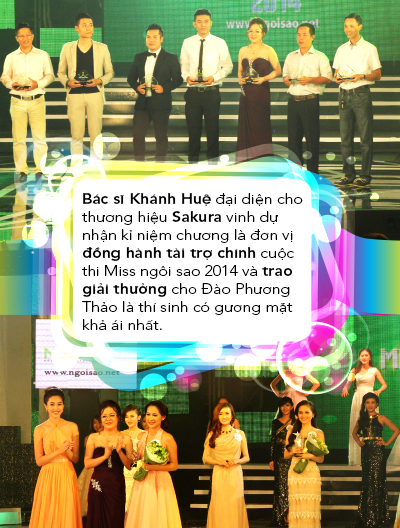 2014
ngoisao.net
Bác sĩ Khánh Huệ đại diện cho
thương hiệu Sakura vinh dự
nhận kỉ niệm chương là đơn vị
đồng hành tài trợ chính cuộc
thi Miss ngôi sao 2014 và trao
giải thưởng cho Đào Phương
Thảo là thí sinh có gương mặt
khả ái nhất.
www.ngoisao.net